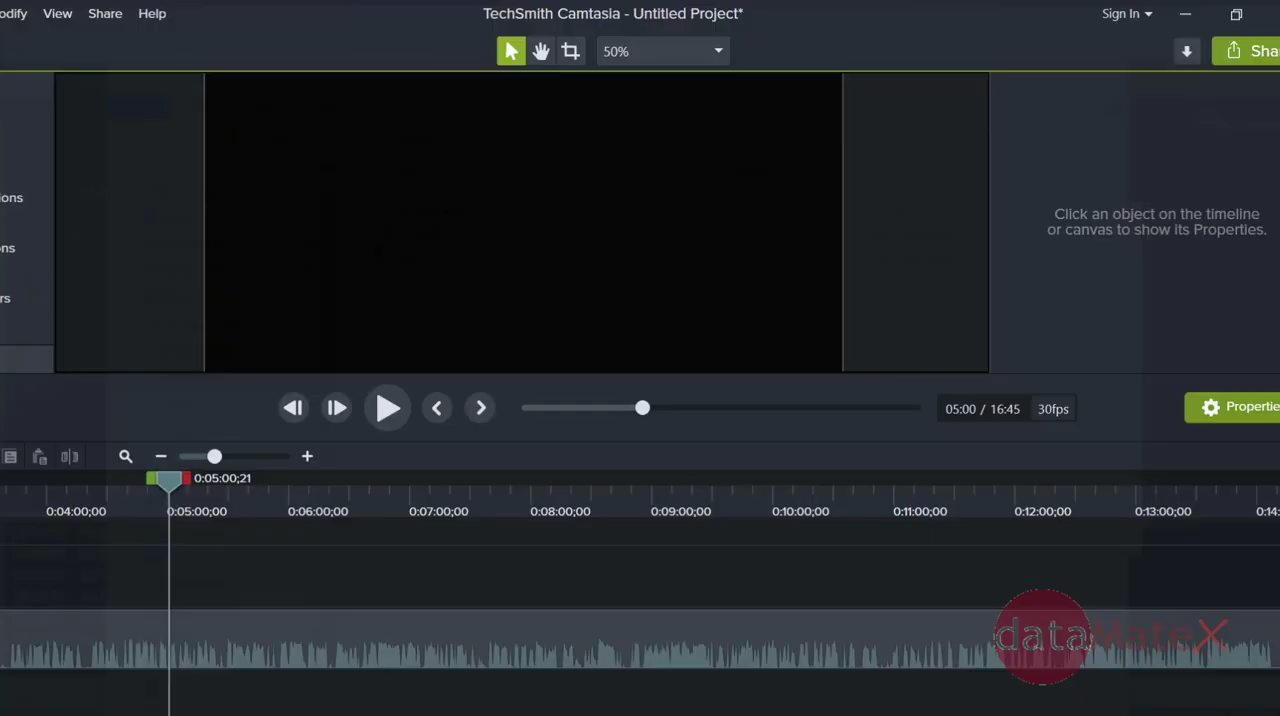 odify View Share Help TechSmith Camtasia - Untitled Project* Sign In
50% Sha
ions
Click an object on the timeline
or canvas to show its Properties.
ons
rs
05:00 / 16:45 30fps Propertie
0:05:00;21
0:04:00;00 0:05:00;00 0:06:00;00 0:07:00;00 0:08:00;00 0:09:00;00 0:10:00;00 0:11:00;00 0:12:00;00 0:13:00;00 0:14:
dataMateX